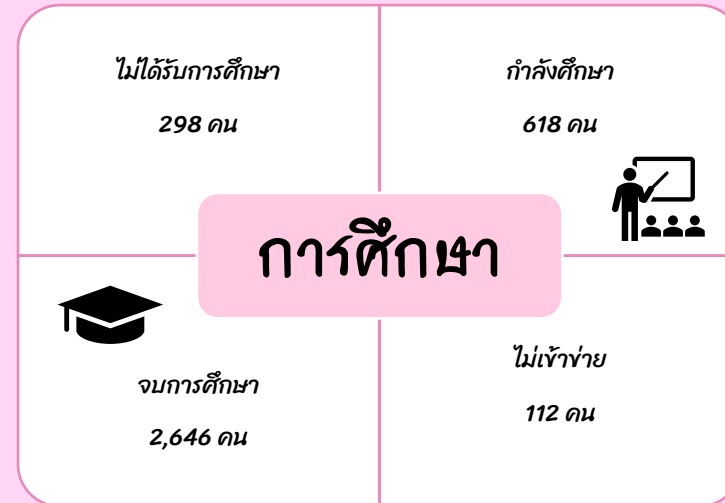 ไม่ได้รับการศึกษา
298 คน
กำลังศึกษา
618 คน
การศึกษา
จบการศึกษา
2,646 คน
ไม่เข้าข่าย
112 คน